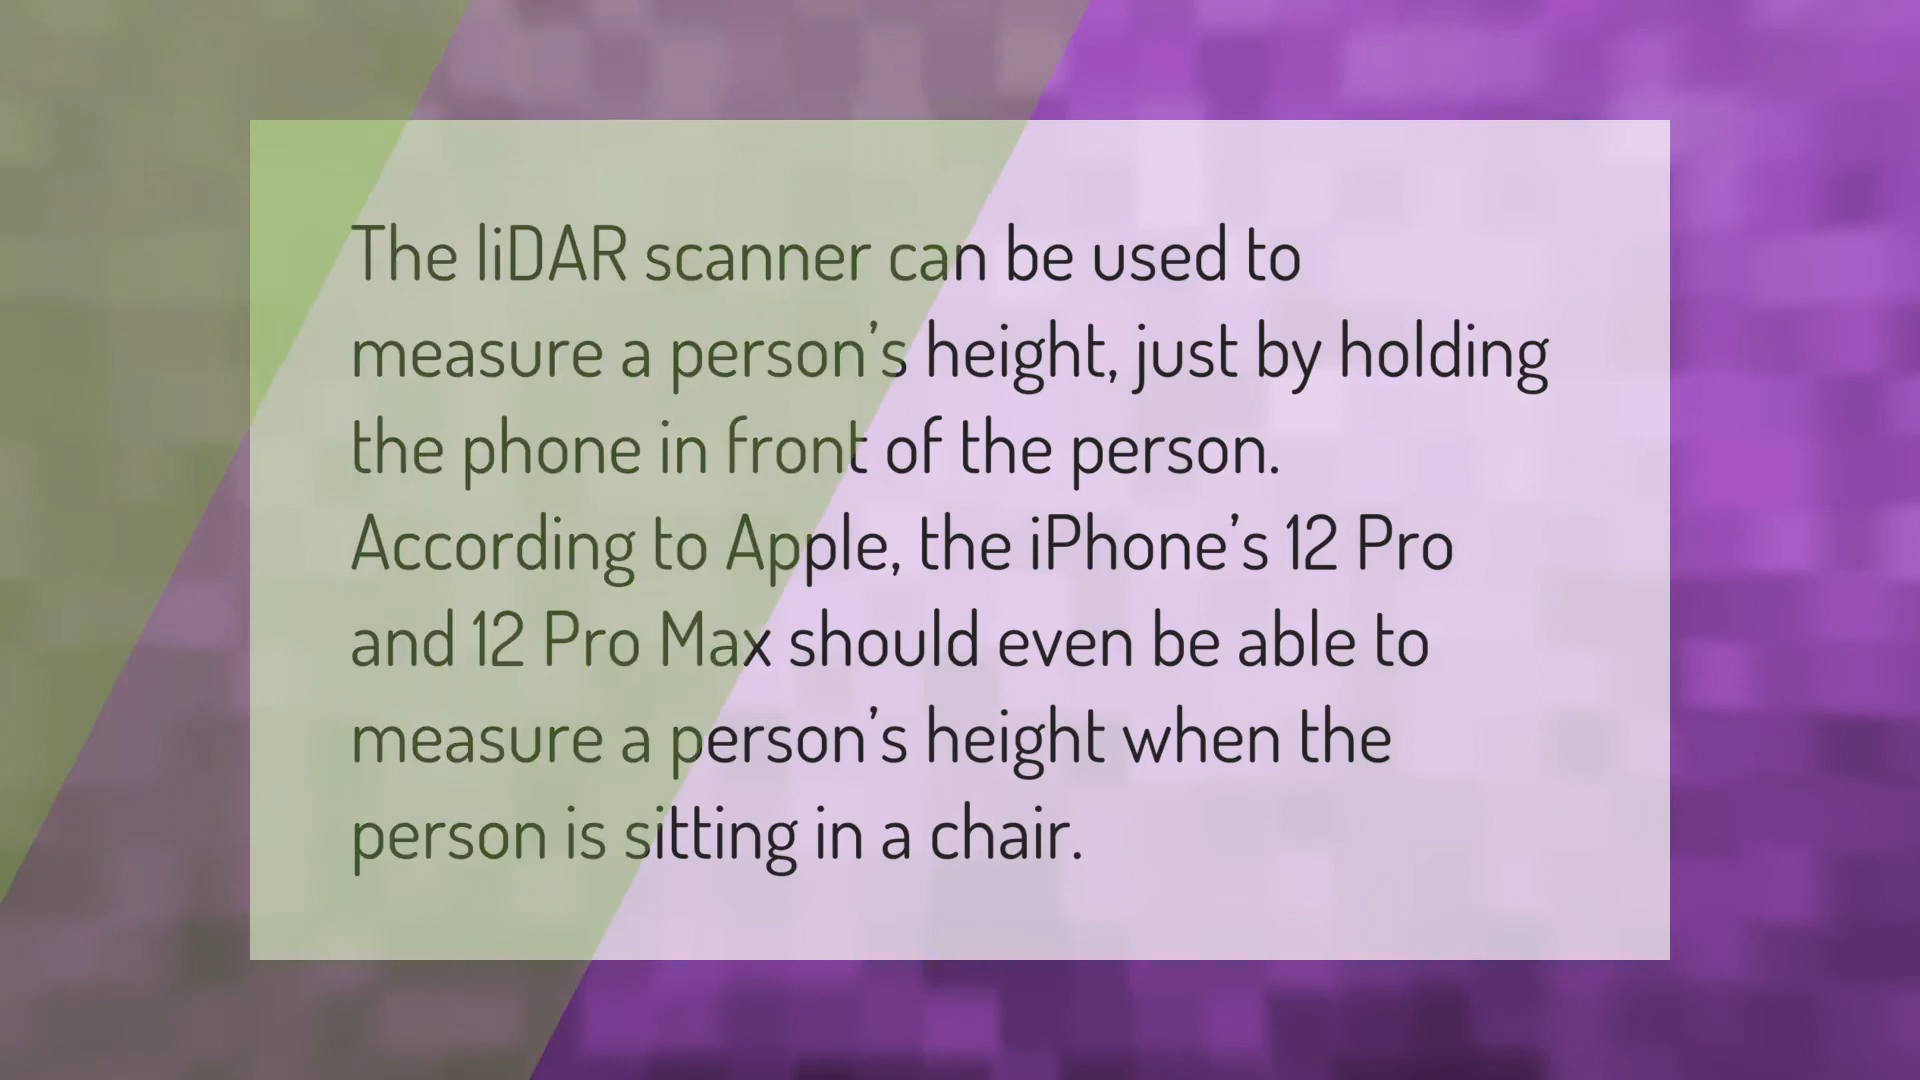 The liDAR scanner can be used to
measure a person’s height, just by holding
the phone in front of the person.
According to Apple, the iPhone’s 12 Pro
and 12 Pro Max should even be able to
measure a person’s height when the
person is sitting in a chair.